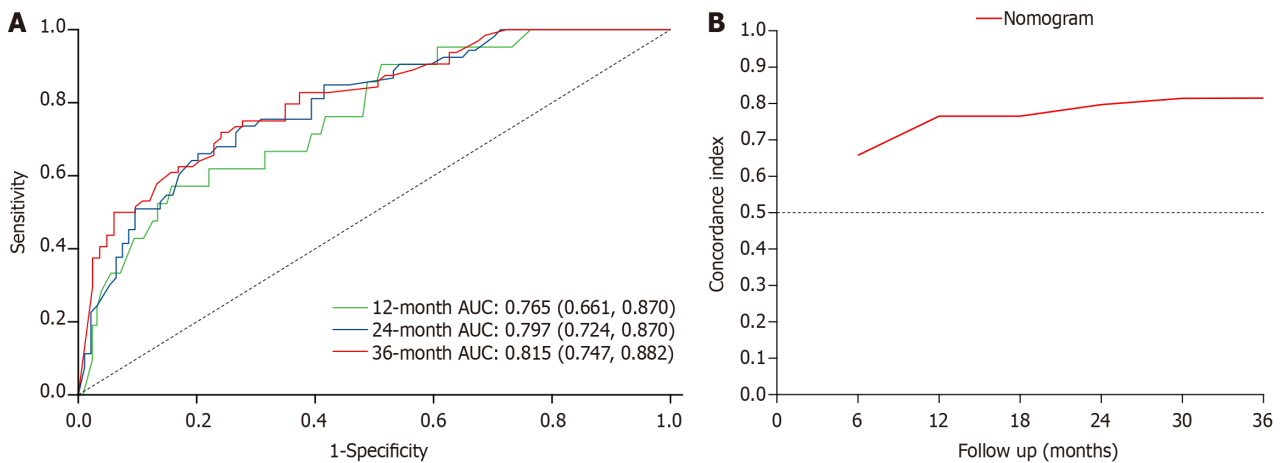 A
1.0
0.8
0.6
0.4
0.2
0.0
Sensitivity
12-month AUC: 0.765 (0.661, 0.870)
24-month AUC: 0.797 (0.724, 0.870)
36-month AUC: 0.815 (0.747, 0.882)
0.0 0.2 0.4 0.6 0.8 1.0
1-Specificity
B
Nomogram
1.0
0.9
0.8
0.7
0.6
0.5
0.4
0.3
0.2
0.1
0.0
Concordance index
0 6 12 18 24 30 36
Follow up (months)